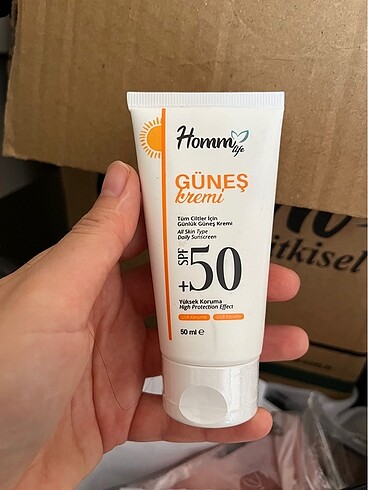 Homm
life
GÜNEŞ
kremi
Tüm Ciltler İçin
Günlük Güneş Kremi
All Skin Type
Daily Sunscreen
SPF
+50
Yüksek Koruma
High Protection Effect
50 ml e
itkisel